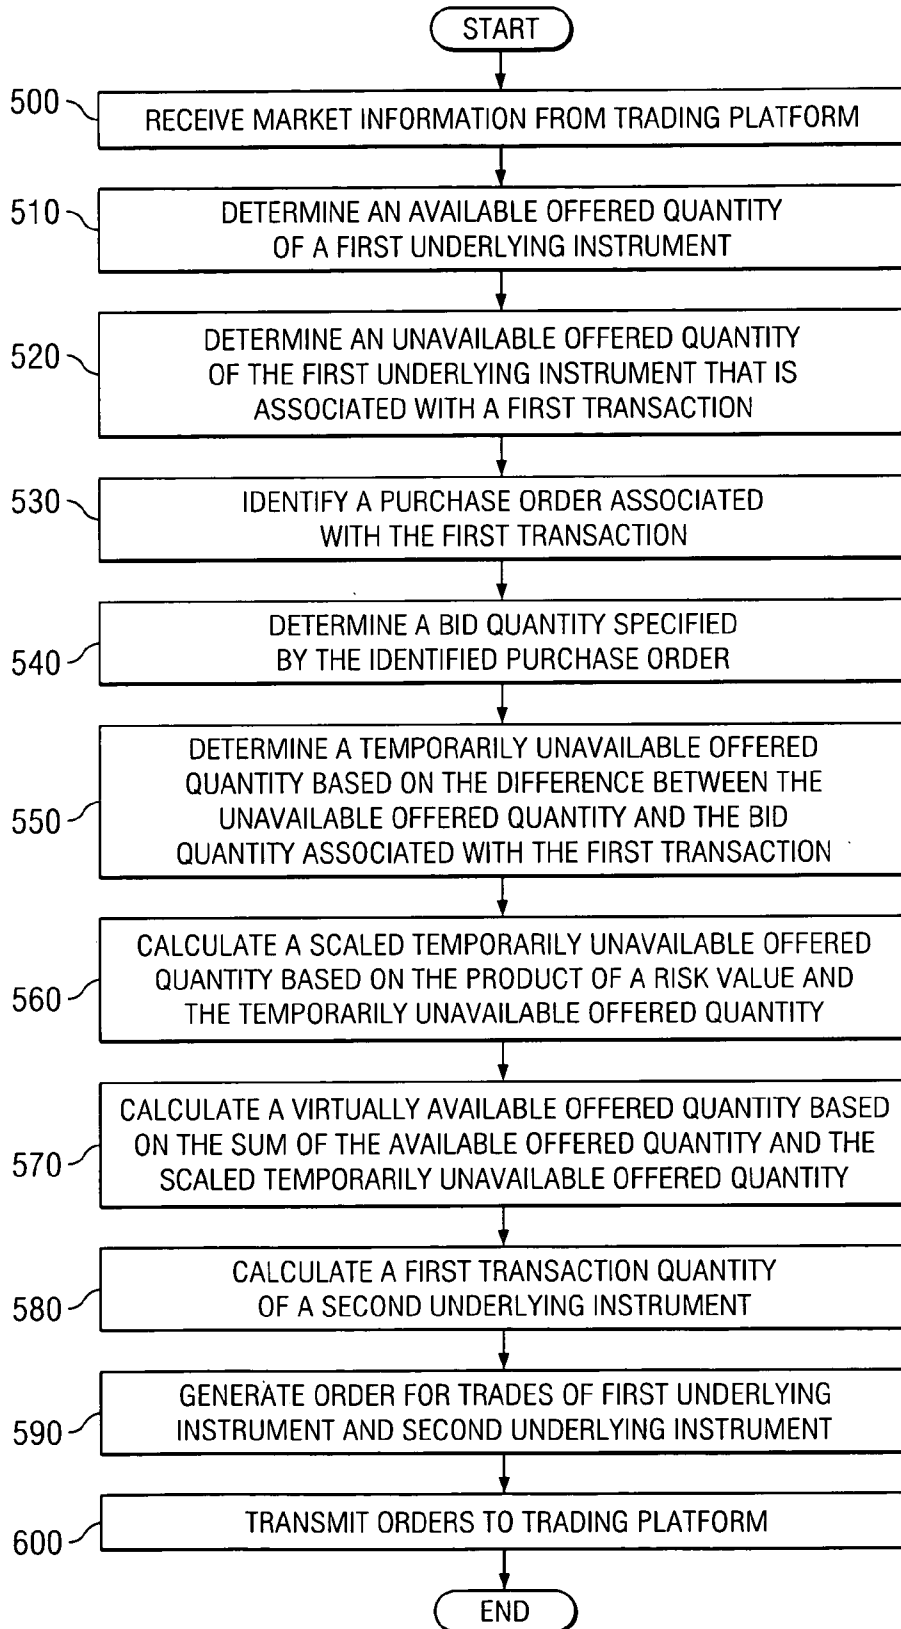 START
500
RECEIVE MARKET INFORMATION FROM TRADING PLATFORM
510
DETERMINE AN AVAILABLE OFFERED QUANTITY
OF A FIRST UNDERLYING INSTRUMENT
520
DETERMINE AN UNAVAILABLE OFFERED QUANTITY
OF THE FIRST UNDERLYING INSTRUMENT THAT IS
ASSOCIATED WITH A FIRST TRANSACTION
530
IDENTIFY A PURCHASE ORDER ASSOCIATED
WITH THE FIRST TRANSACTION
540
DETERMINE A BID QUANTITY SPECIFIED
BY THE IDENTIFIED PURCHASE ORDER
550
DETERMINE A TEMPORARILY UNAVAILABLE OFFERED
QUANTITY BASED ON THE DIFFERENCE BETWEEN THE
UNAVAILABLE OFFERED QUANTITY AND THE BID
QUANTITY ASSOCIATED WITH THE FIRST TRANSACTION
560
CALCULATE A SCALED TEMPORARILY UNAVAILABLE OFFERED
QUANTITY BASED ON THE PRODUCT OF A RISK VALUE AND
THE TEMPORARILY UNAVAILABLE OFFERED QUANTITY
570
CALCULATE A VIRTUALLY AVAILABLE OFFERED QUANTITY BASED
ON THE SUM OF THE AVAILABLE OFFERED QUANTITY AND THE
SCALED TEMPORARILY UNAVAILABLE OFFERED QUANTITY
580
CALCULATE A FIRST TRANSACTION QUANTITY
OF A SECOND UNDERLYING INSTRUMENT
590
GENERATE ORDER FOR TRADES OF FIRST UNDERLYING
INSTRUMENT AND SECOND UNDERLYING INSTRUMENT
600
TRANSMIT ORDERS TO TRADING PLATFORM
END